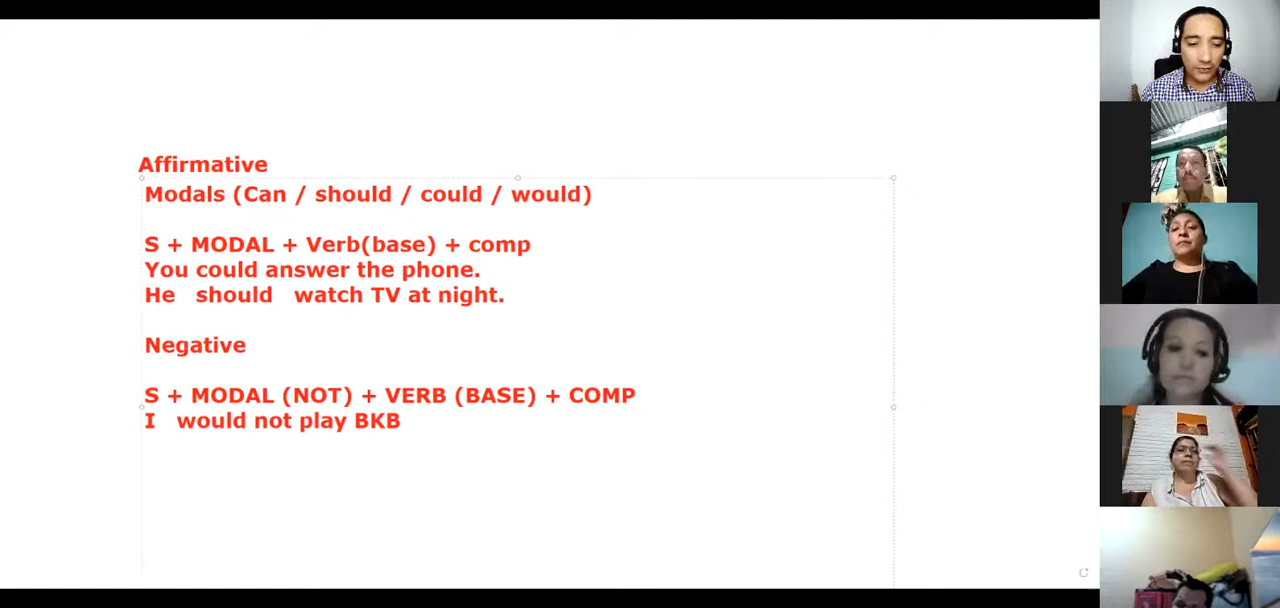 Affirmative
Modals (Can / should / could / would)
S + MODAL + Verb(base) + comp
You could answer the phone.
He should watch TV at night.
Negative
S + MODAL (NOT) + VERB (BASE) + COMP
I would not play BKB